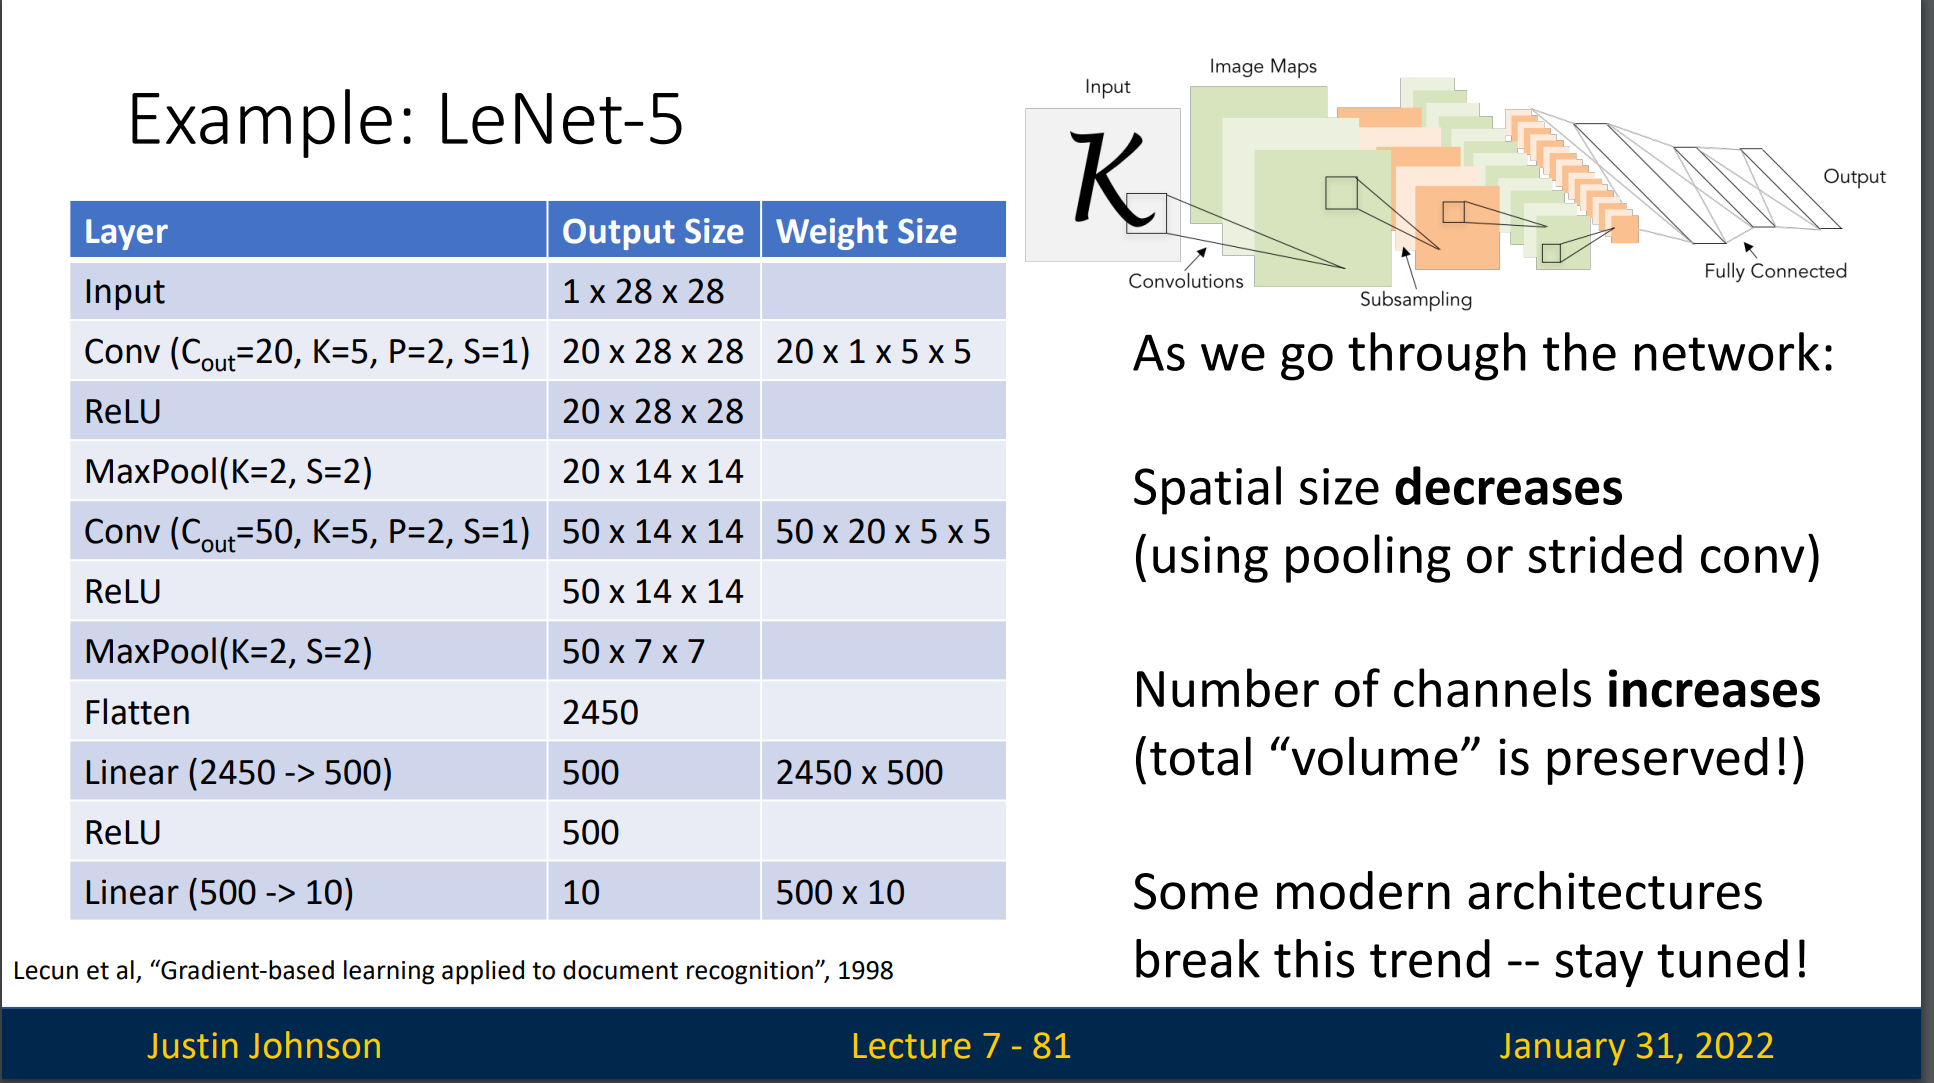 Example: LeNet-5
Input
Image Maps
K
Convolutions
Subsampling
Fully Connected
Output
Layer Output Size Weight Size
Input 1 x 28 x 28
Conv (Cout=20, K=5, P=2, S=1) 20 x 28 x 28 20 x 1 x 5 x 5
ReLU 20 x 28 x 28
MaxPool(K=2, S=2) 20 x 14 x 14
Conv (Cout=50, K=5, P=2, S=1) 50 x 14 x 14 50 x 20 x 5 x 5
ReLU 50 x 14 x 14
MaxPool(K=2, S=2) 50 x 7 x 7
Flatten 2450
Linear (2450 -> 500) 500 2450 x 500
ReLU 500
Linear (500 -> 10) 10 500 x 10
As we go through the network:
Spatial size decreases
(using pooling or strided conv)
Number of channels increases
(total “volume” is preserved!)
Some modern architectures
break this trend -- stay tuned!
Lecun et al, “Gradient-based learning applied to document recognition”, 1998
Justin Johnson Lecture 7 - 81 January 31, 2022